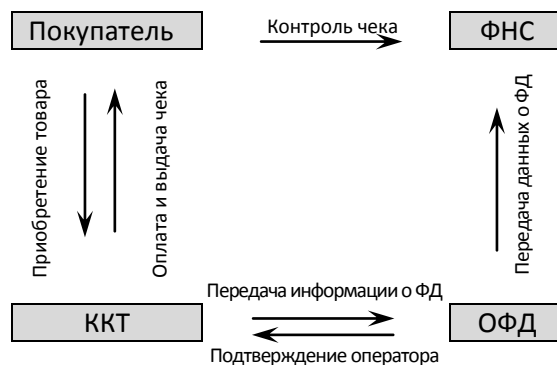 Покупатель
Контроль чека
ФНС
Приобретение товара
Оплата и выдача чека
Передача данных о ФД
Передача информации о ФД
ККТ
ОФД
Подтверждение оператора